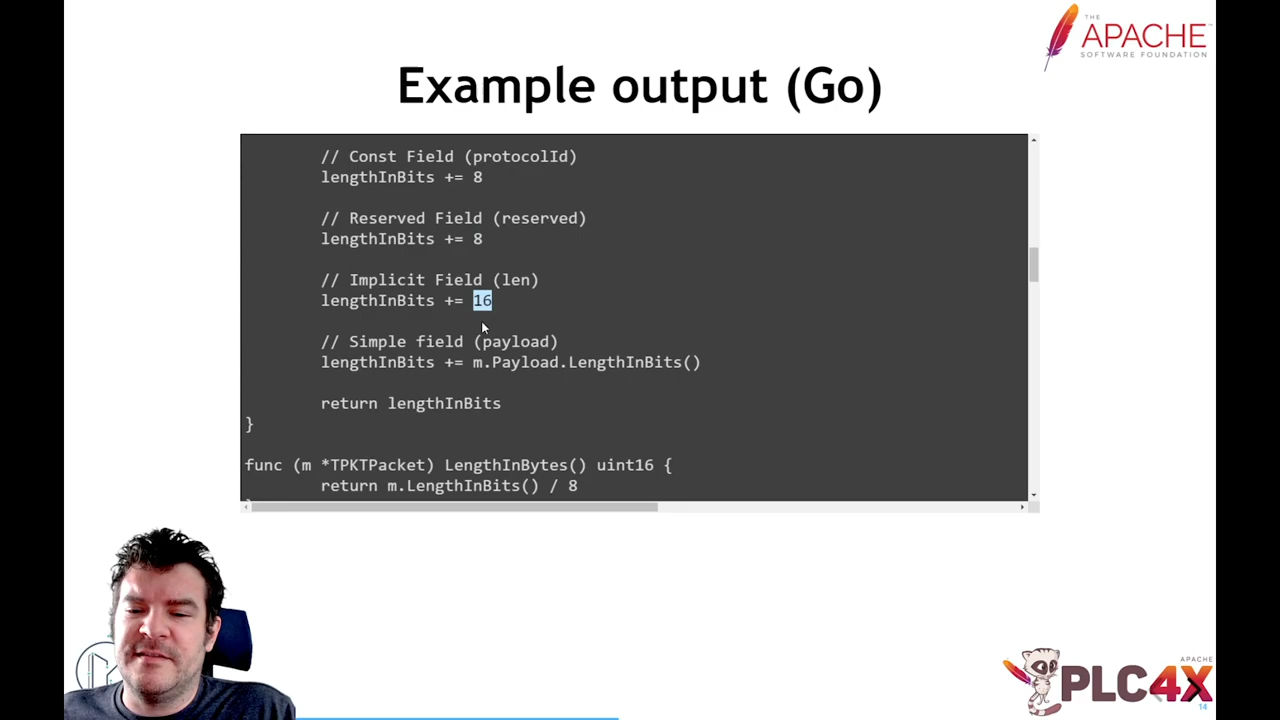 THE
APACHE
SOFTWARE FOUNDATION
Example output (Go)
// Const Field (protocolId)
lengthInBits += 8
// Reserved Field (reserved)
lengthInBits += 8
// Implicit Field (len)
lengthInBits += 16
// Simple field (payload)
lengthInBits += m.Payload.LengthInBits()
return lengthInBits
}
func (m *TPKTPacket) LengthInBytes() uint16 {
return m.LengthInBits() / 8
APACHE
PLC4X
14